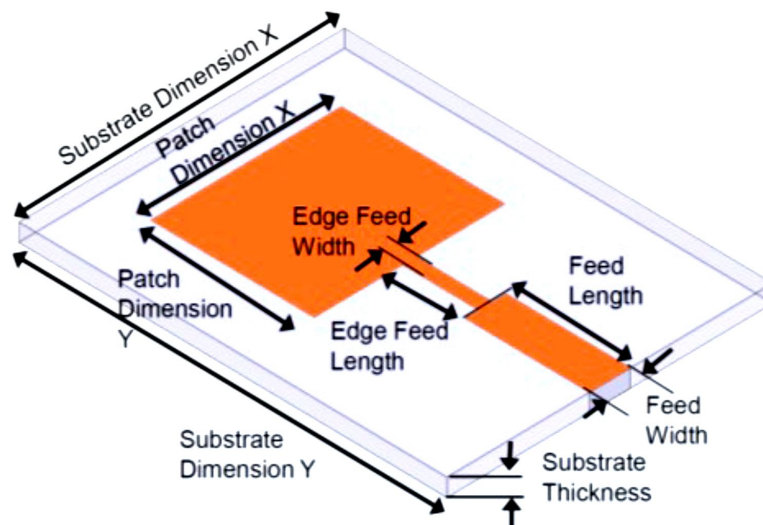 Substrate Dimension X
Patch
Dimension X
Edge Feed
Width
Feed
Length
Patch
Dimension
Y
Edge Feed
Length
Feed
Width
Substrate
Dimension Y
Substrate
Thickness